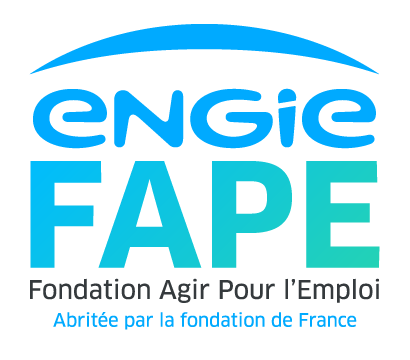 ENGIE
FAPE
Fondation Agir Pour l'Emploi
Abritée par la fondation de France